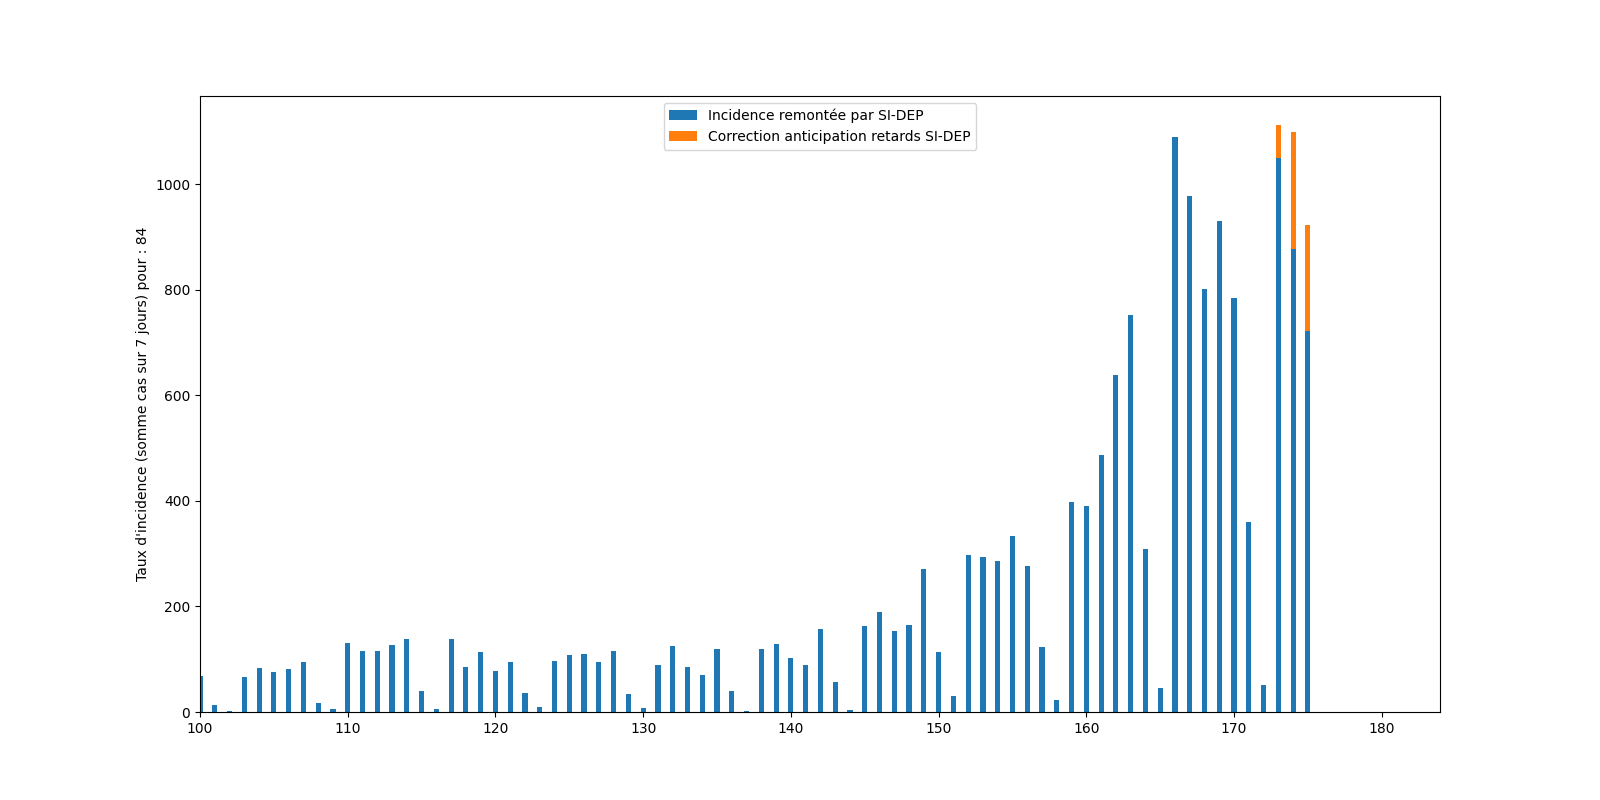 Incidence remontée par SI-DEP
Correction anticipation retards SI-DEP
Taux d'incidence (somme cas sur 7 jours) pour : 84
1000
800
600
400
200
0
100 110 120 130 140 150 160 170 180